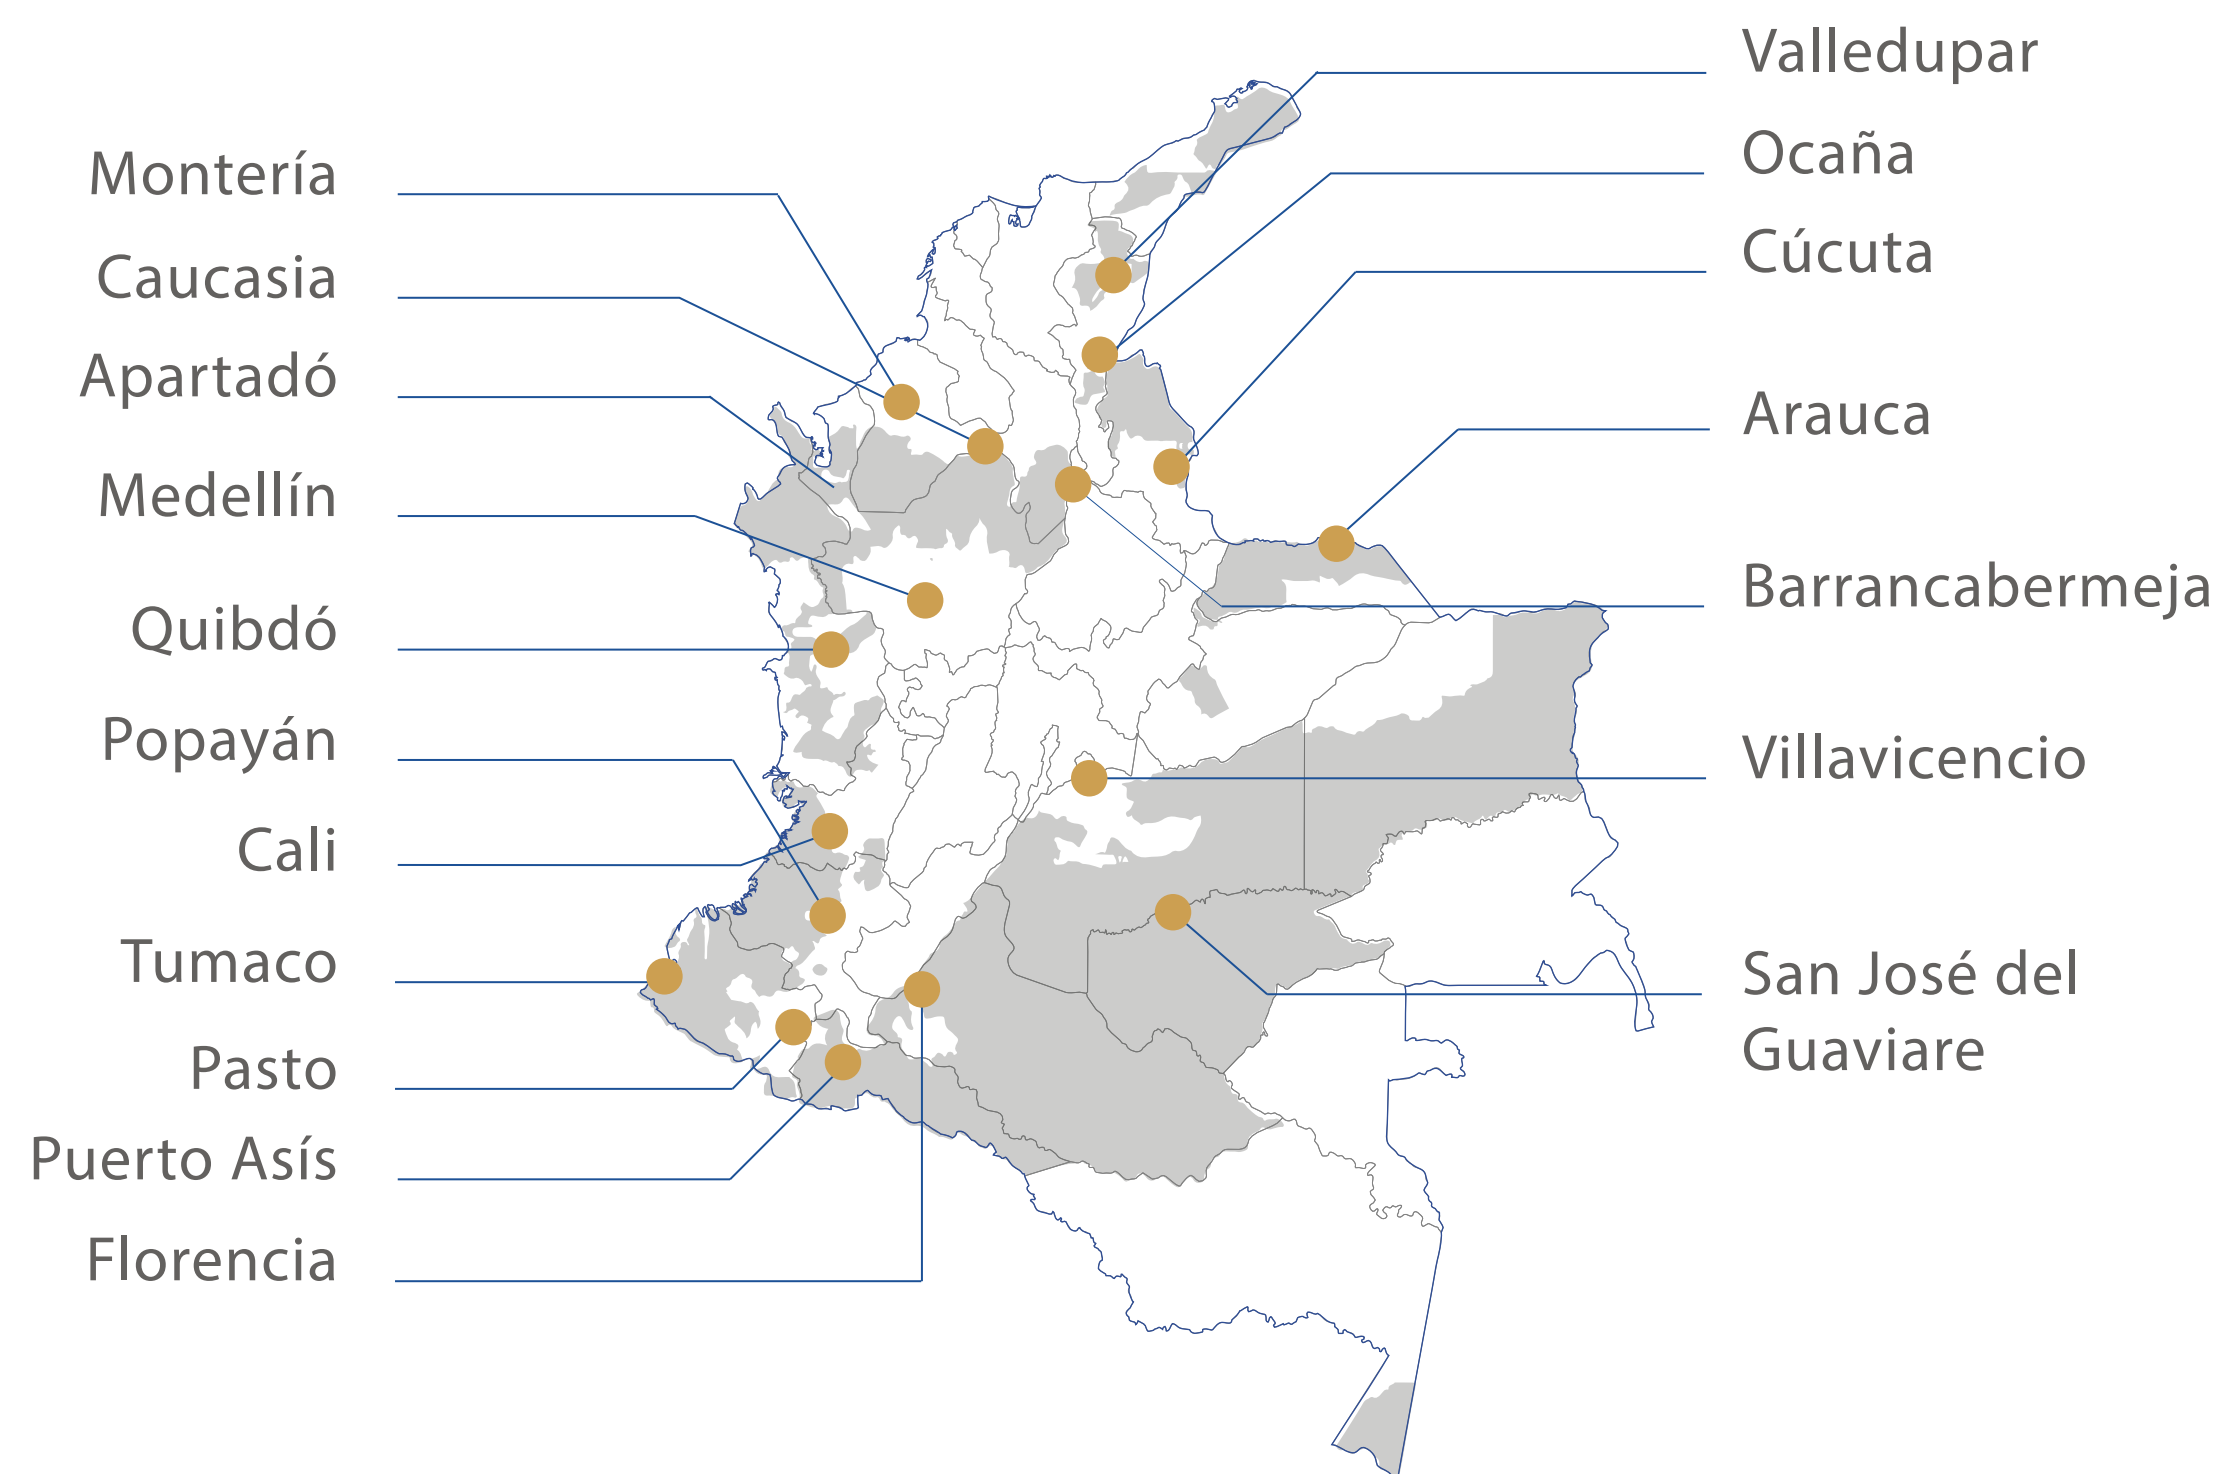 Montería
Caucasia
Apartadó
Medellín
Quibdó
Popayán
Cali
Tumaco
Pasto
Puerto Asís
Florencia
Valledupar
Ocaña
Cúcuta
Arauca
Barrancabermeja
Villavicencio
San José del
Guaviare